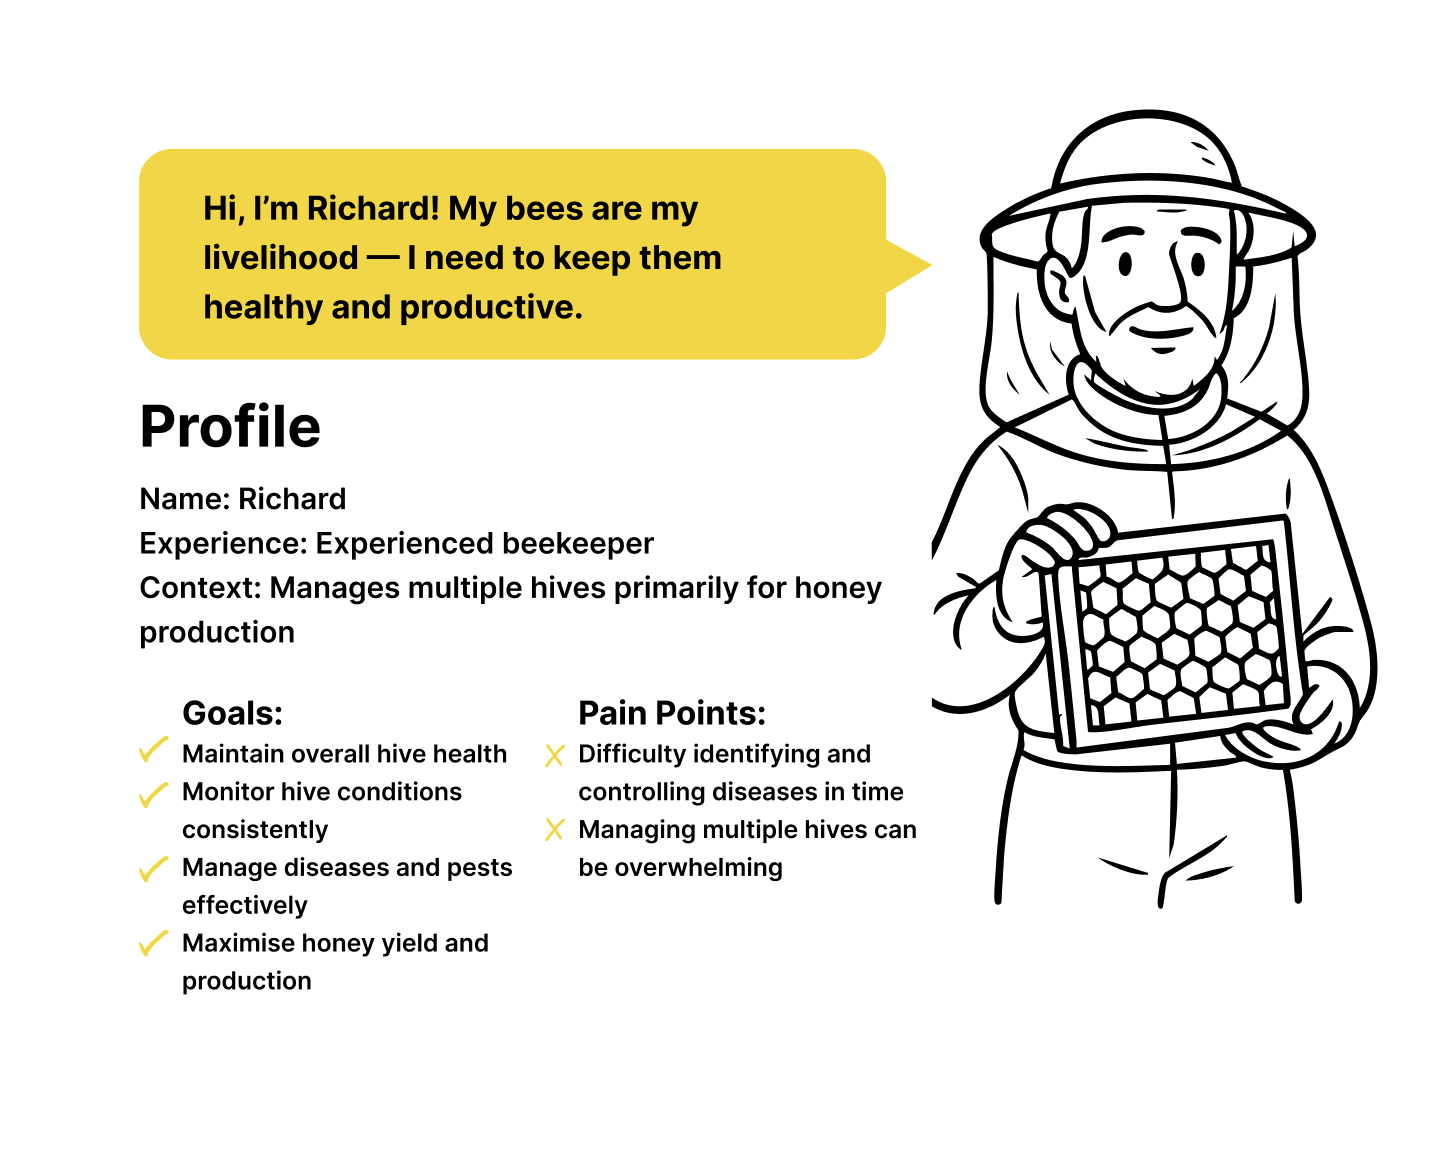 Hi, I’m Richard! My bees are my
livelihood — I need to keep them
healthy and productive.
Profile
Name: Richard
Experience: Experienced beekeeper
Context: Manages multiple hives primarily for honey
production
Goals:
Maintain overall hive health
Monitor hive conditions
consistently
Manage diseases and pests
effectively
Maximise honey yield and
production
Pain Points:
Difficulty identifying and
controlling diseases in time
Managing multiple hives can
be overwhelming